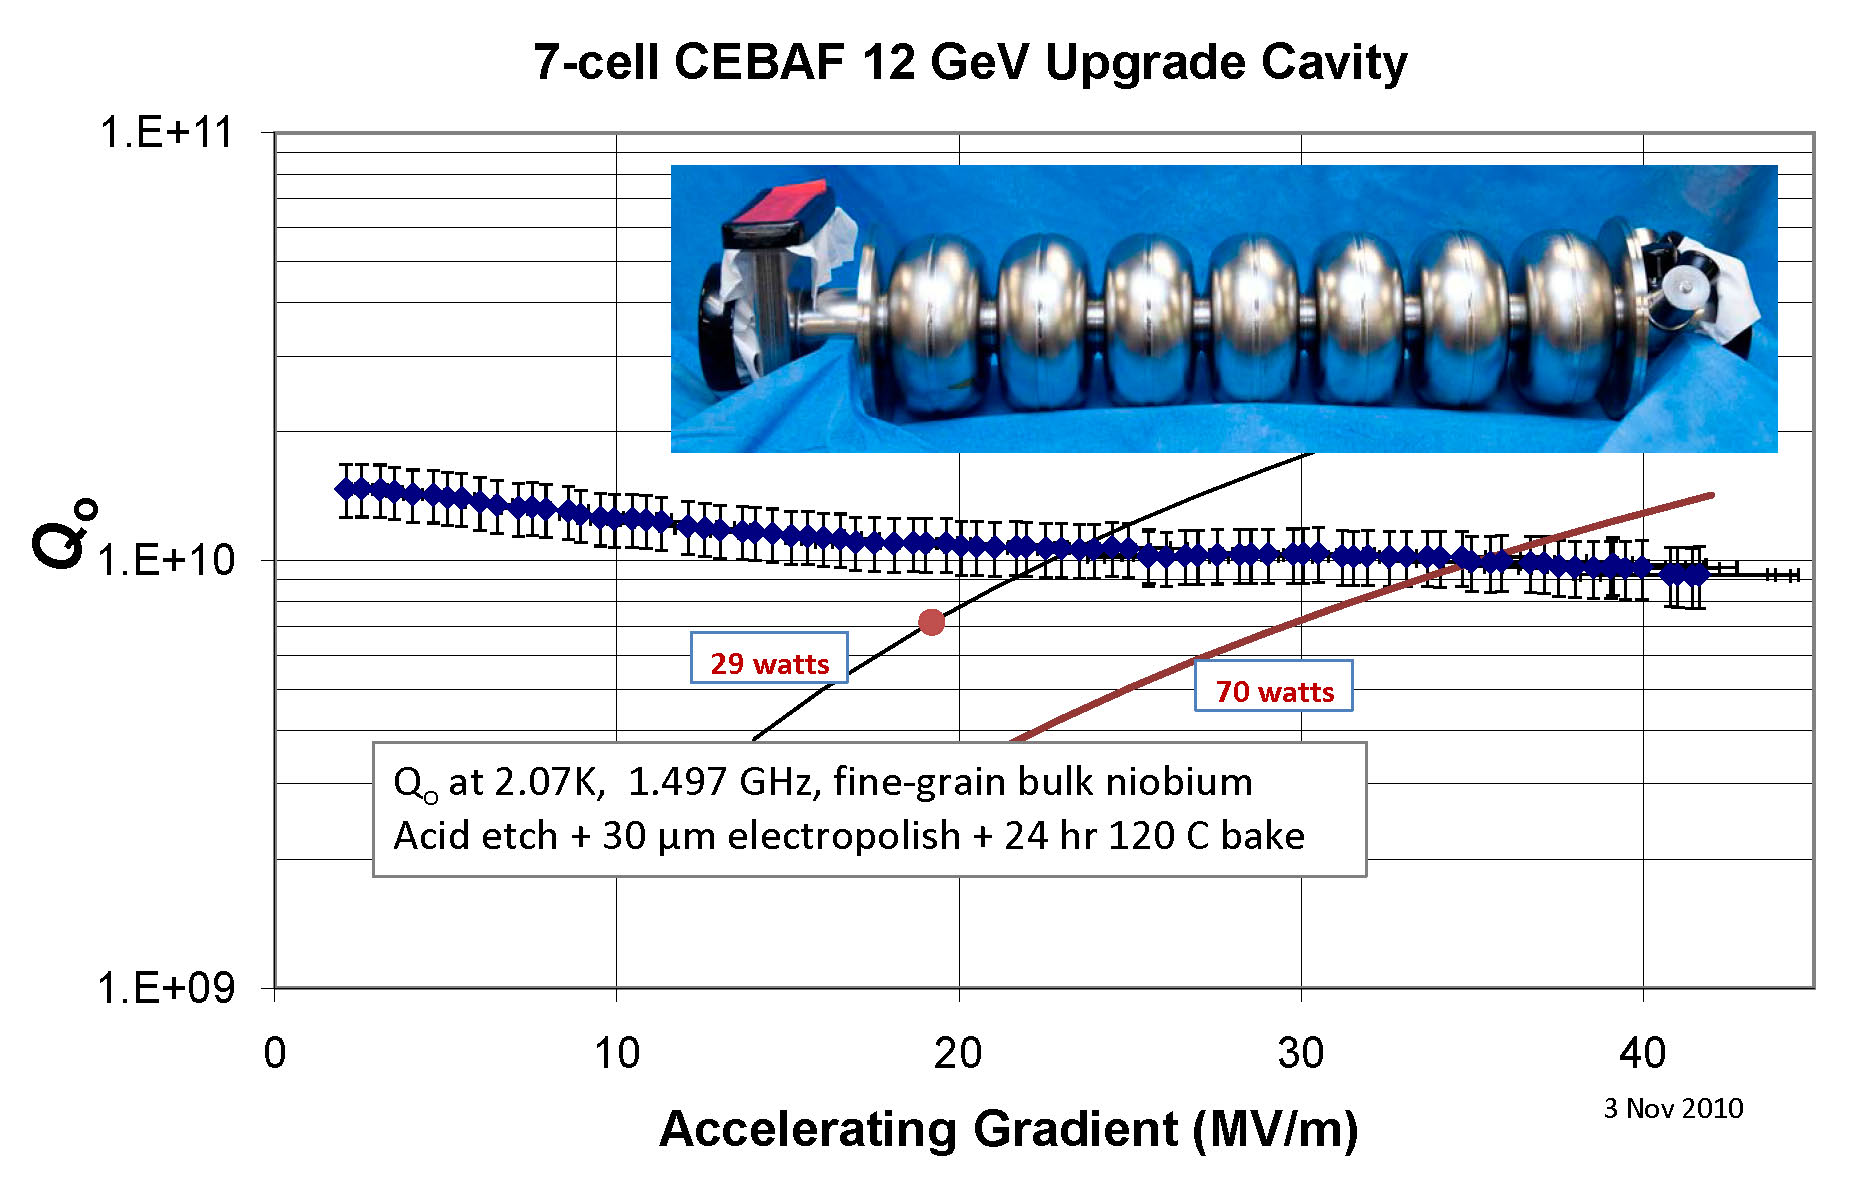 7-cell CEBAF 12 GeV Upgrade Cavity
1.E+11
1.E+10
1.E+09
Qo
29 watts
70 watts
Qo at 2.07K, 1.497 GHz, fine-grain bulk niobium
Acid etch + 30 µm electropolish + 24 hr 120 C bake
0 10 20 30 40
Accelerating Gradient (MV/m)
3 Nov 2010